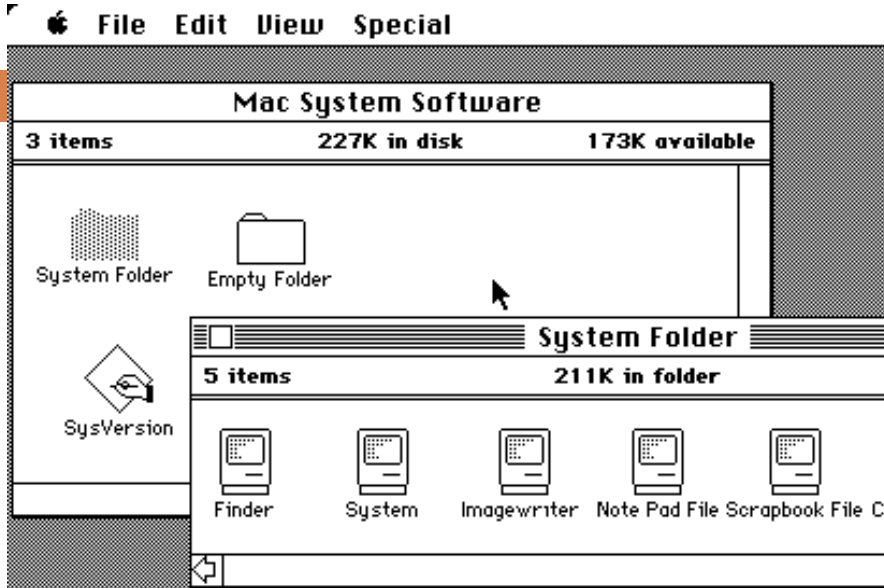 File Edit View Special
Mac System Software
3 items 227K in disk 173K available
System Folder Empty Folder
SysVersion
System Folder
5 items 211K in folder
Finder System Imagewriter Note Pad File Scrapbook File C